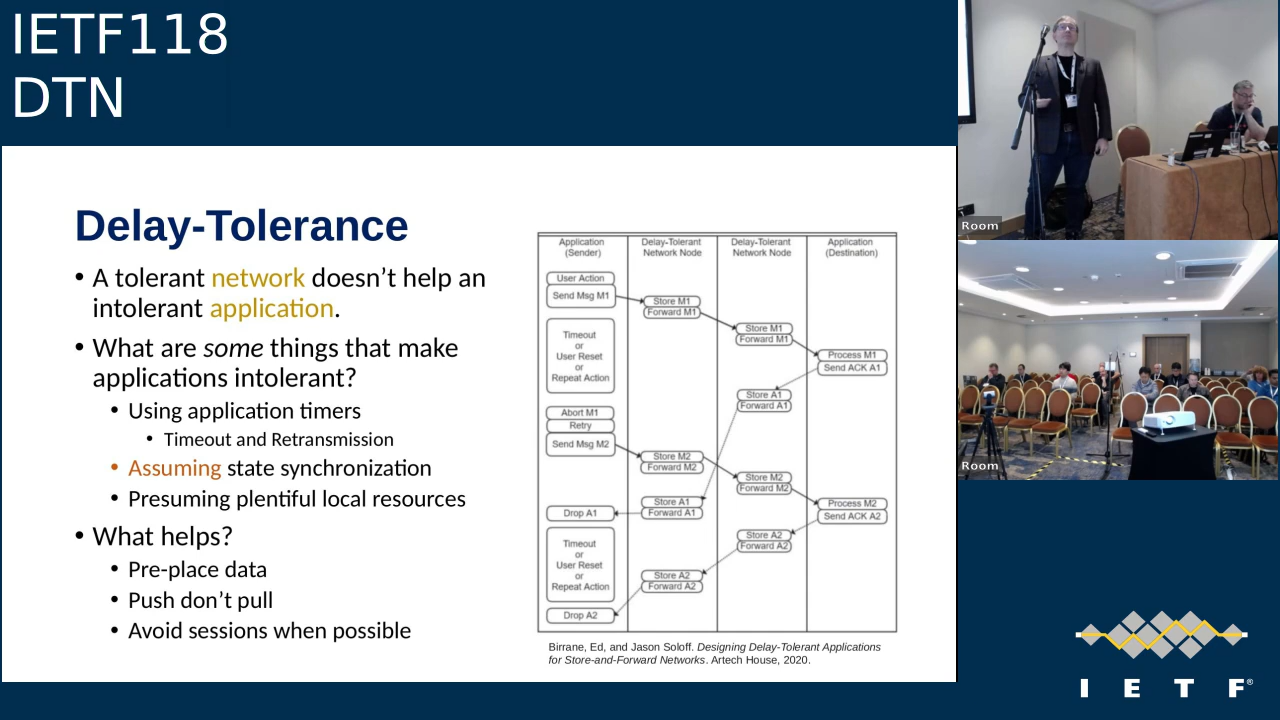 IETF118
DTN
Delay-Tolerance
• A tolerant network doesn’t help an
intolerant application.
• What are some things that make
applications intolerant?
• Using application timers
• Timeout and Retransmission
• Assuming state synchronization
• Presuming plentiful local resources
• What helps?
• Pre-place data
• Push don’t pull
• Avoid sessions when possible
Application
(Sender)
Delay-Tolerant
Network Node
Delay-Tolerant
Network Node
Application
(Destination)
User Action
Send Msg M1
Store M1
Forward M1
Store M1
Forward M1
Timeout
or
User Reset
or
Repeat Action
Process M1
Send ACK A1
Store A1
Forward A1
Abort M1
Retry
Send Msg M2
Store M2
Forward M2
Store M2
Forward M2
Store A1
Forward A1
Process M2
Send ACK A2
Drop A1
Timeout
or
User Reset
or
Repeat Action
Store A2
Forward A2
Store A2
Forward A2
Drop A2
Birrane, Ed, and Jason Soloff. Designing Delay-Tolerant Applications
for Store-and-Forward Networks. Artech House, 2020.
Room
Room
I E T F®